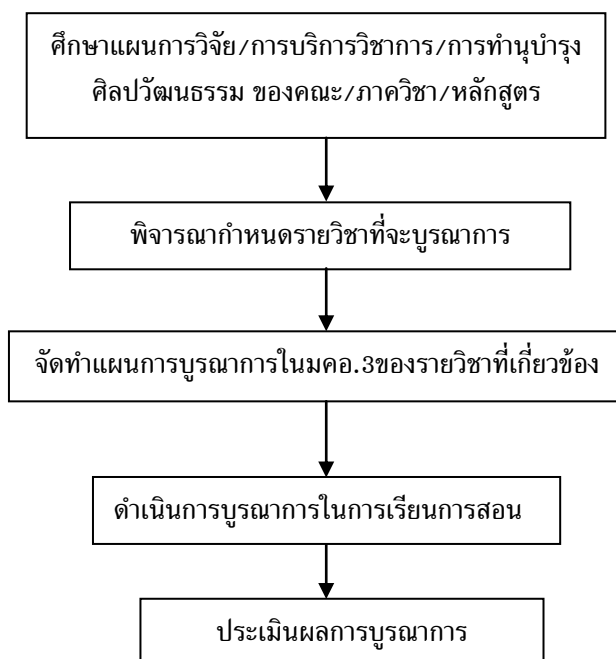 ศึกษาแผนการวิจัย/การบริการวิชาการ/การทำนุบำรุง
ศิลปวัฒนธรรม ของคณะ/ภาควิชา/หลักสูตร
พิจารณากำหนดรายวิชาที่จะบูรณาการ
จัดทำแผนการบูรณาการในมคอ.3ของรายวิชาที่เกี่ยวข้อง
ดำเนินการบูรณาการในการเรียนการสอน
ประเมินผลการบูรณาการ